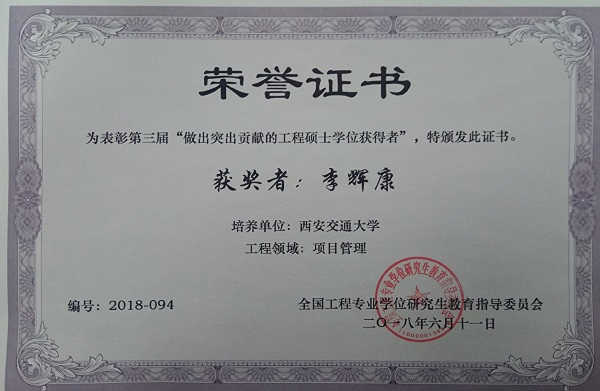 荣誉证书
为表彰第三届“做出突出贡献的工程硕士学位获得者”，特颁发此证书。
获奖者：李辉康
培养单位：西安交通大学
工程领域：项目管理
编号：2018-094
全国工程专业学位研究生教育指导委员会
二〇一八年六月十一日